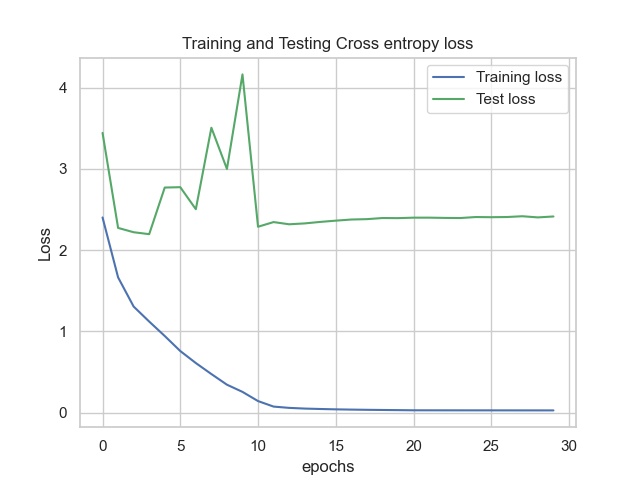 Training and Testing Cross entropy loss
Training loss
Test loss
4
3
2
1
0
Loss
0 5 10 15 20 25 30
epochs